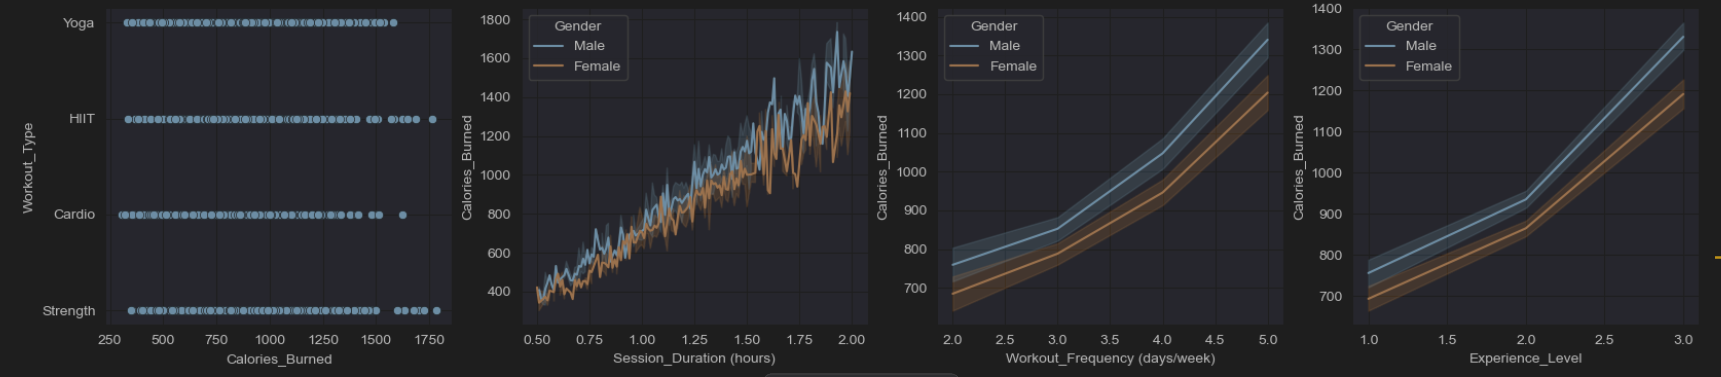 Workout_Type
Yoga
HIIT
Cardio
Strength
250 500 750 1000 1250 1500 1750
Calories_Burned
Calories_Burned
1800
1600
1400
1200
1000
800
600
400
Gender
Male
Female
0.50 0.75 1.00 1.25 1.50 1.75 2.00
Session_Duration (hours)
Calories_Burned
1400
1300
1200
1100
1000
900
800
700
Gender
Male
Female
2.0 2.5 3.0 3.5 4.0 4.5 5.0
Workout_Frequency (days/week)
Calories_Burned
1400
1300
1200
1100
1000
900
800
700
Gender
Male
Female
1.0 1.5 2.0 2.5 3.0
Experience_Level